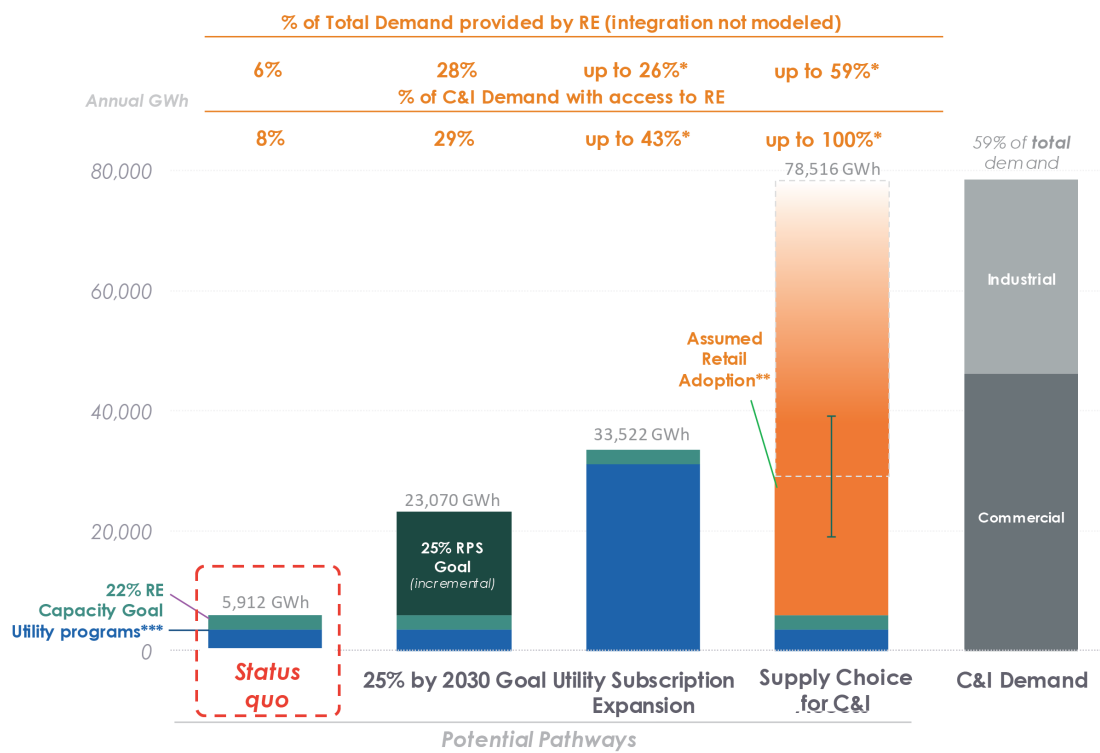 % of Total Demand provided by RE (integration not modeled)
6% 28% up to 26%* up to 59%*
% of C&I Demand with access to RE
Annual GWh
8% 29% up to 43%* up to 100%*
59% of total
demand
80,000
78,516 GWh
60,000
Industrial
Assumed
Retail
Adoption**
40,000
33,522 GWh
23,070 GWh
20,000
Commercial
25% RPS
Goal
(incremental)
22% RE
Capacity Goal
5,912 GWh
Utility programs***
0
Status
quo
25% by 2030 Goal
Utility Subscription
Expansion
Supply Choice
for C&I
C&I Demand
Potential Pathways